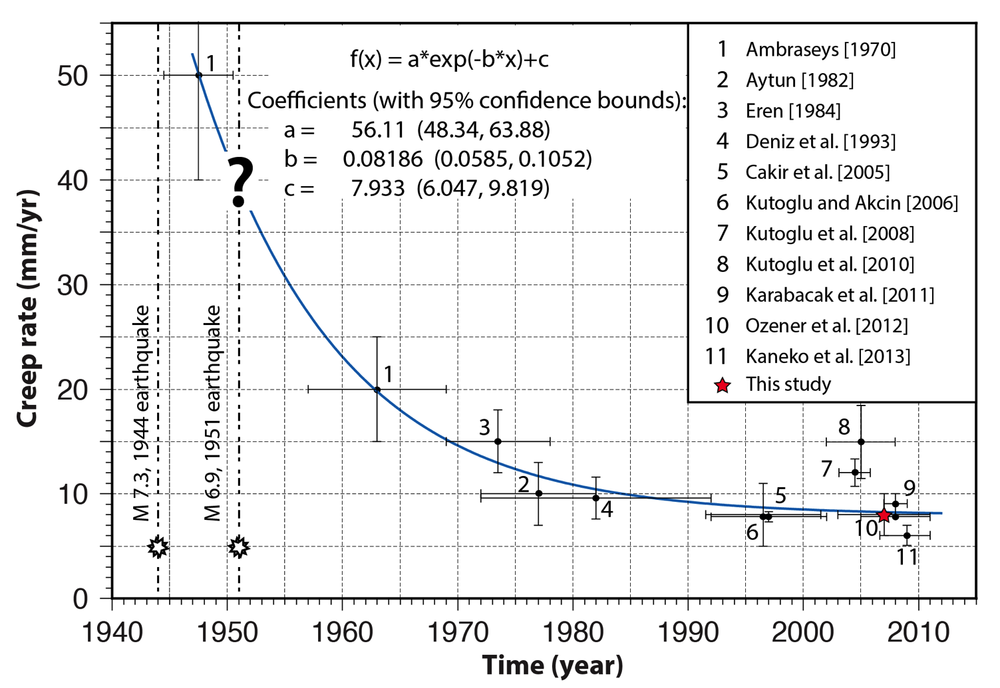 f(x) = a*exp(-b*x)+c
Coefficients (with 95% confidence bounds):
a = 56.11 (48.34, 63.88)
b = 0.08186 (0.0585, 0.1052)
c = 7.933 (6.047, 9.819)
1 Ambraseys [1970]
2 Aytun [1982]
3 Eren [1984]
4 Deniz et al. [1993]
5 Cakir et al. [2005]
6 Kutoglu and Akcin [2006]
7 Kutoglu et al. [2008]
8 Kutoglu et al. [2010]
9 Karabacak et al. [2011]
10 Ozener et al. [2012]
11 Kaneko et al. [2013]
This study
Creep rate (mm/yr)
50
40
30
20
10
0
M 7.3, 1944 earthquake
M 6.9, 1951 earthquake
1
?
1
3
2
4
5
6
8
7
9
10
11
1940 1950 1960 1970 1980 1990 2000 2010
Time (year)